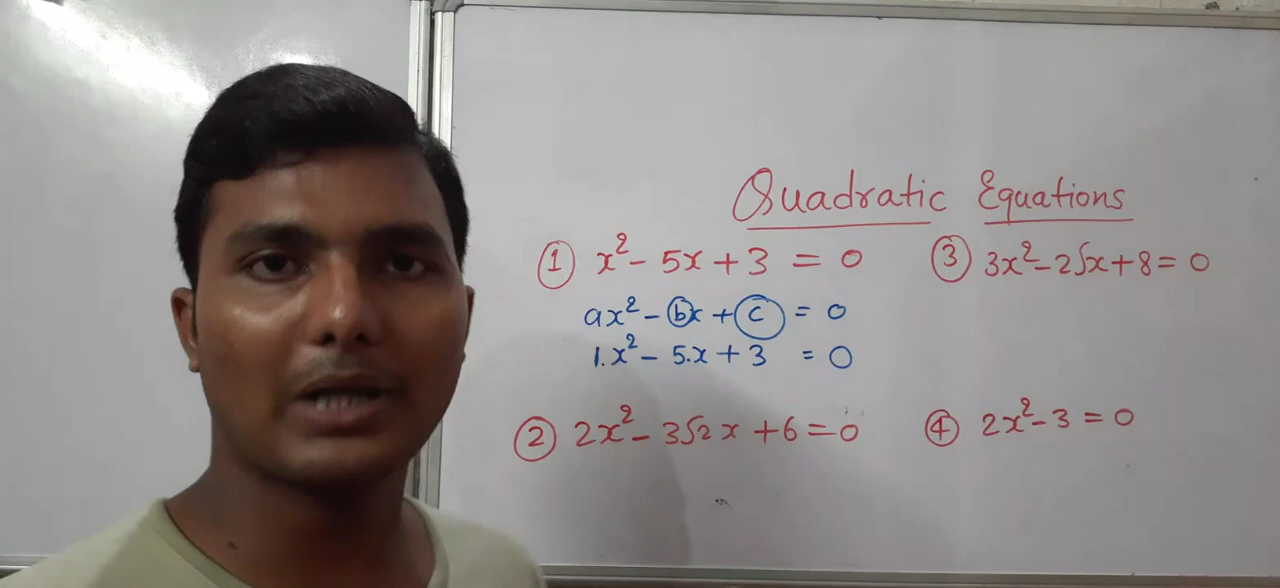 Quadratic Equations
① x² - 5x + 3 = 0
ax² - bx + c = 0
1.x² - 5.x + 3 = 0
② 2x² - 3√2 x + 6 = 0
③ 3x² - 2√x + 8 = 0
④ 2x² - 3 = 0